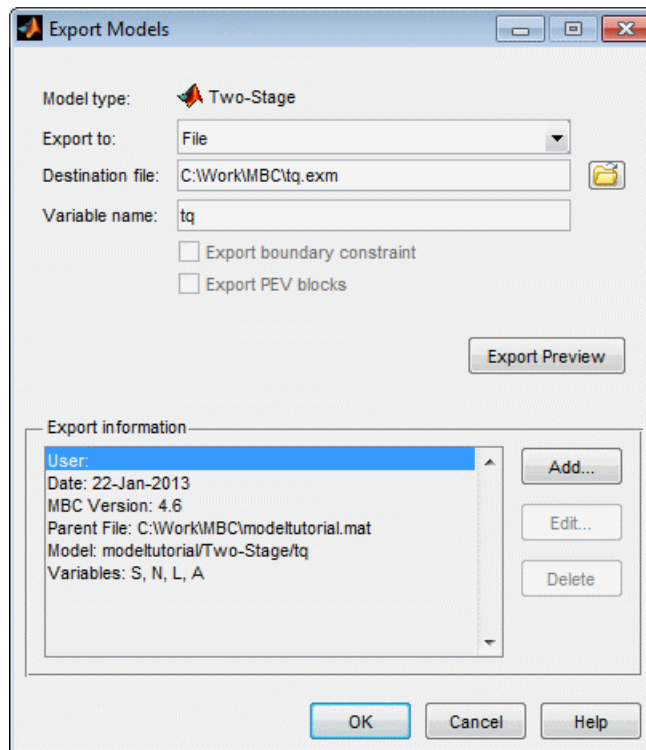 Export Models
Model type: Two-Stage
Export to: File
Destination file: C:\Work\MBC\tq.exm
Variable name: tq
Export boundary constraint
Export PEV blocks
Export Preview
Export information
User:
Date: 22-Jan-2013
MBC Version: 4.6
Parent File: C:\Work\MBC\modeltutorial.mat
Model: modeltutorial/Two-Stage/tq
Variables: S, N, L, A
Add...
Edit...
Delete
OK Cancel Help